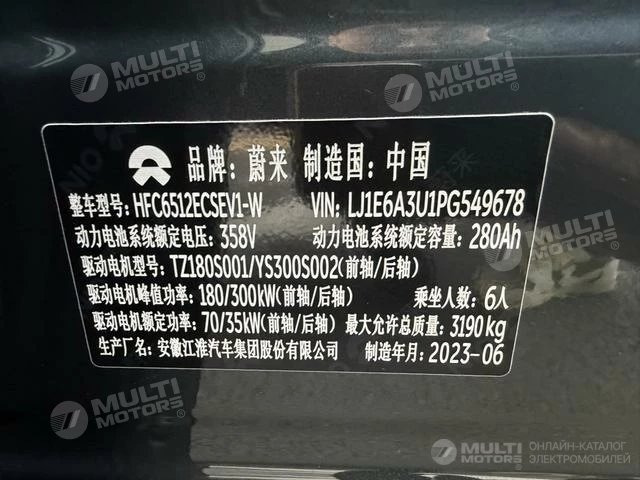 MULTI MOTORS®
MULTI MOTORS®
品牌: 蔚来 制造国: 中国
整车型号: HFC6512ECSEV1-W VIN: LJ1E6A3U1PG549678
动力电池系统额定电压: 358V 动力电池系统额定容量: 280Ah
驱动电机型号: TZ180S001/YS300S002(前轴/后轴)
驱动电机峰值功率: 180/300kW(前轴/后轴) 乘坐人数: 6人
驱动电机额定功率: 70/35kW(前轴/后轴) 最大允许总质量: 3190kg
生产厂名: 安徽江淮汽车集团股份有限公司 制造年月: 2023-06
MULTI MOTORS®
MULTI MOTORS
ОНЛАЙН-КАТАЛОГ
ЭЛЕКТРОМОБИЛЕЙ